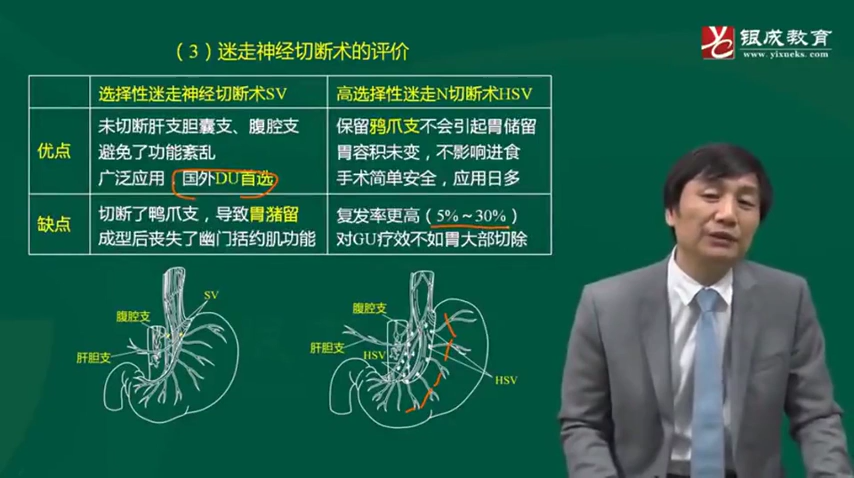 银成教育
www.yixueks.com
（3）迷走神经切断术的评价
选择性迷走神经切断术SV
高选择性迷走N切断术HSV
优点
未切断肝支胆囊支、腹腔支
避免了功能紊乱
广泛应用 国外DU首选
保留鸦爪支不会引起胃储留
胃容积未变，不影响进食
手术简单安全，应用日多
缺点
切断了鸭爪支，导致胃猪留
成型后丧失了幽门括约肌功能
复发率更高（5%～30%）
对GU疗效不如胃大部切除
SV
腹腔支
肝胆支
腹腔支
肝胆支
HSV
HSV